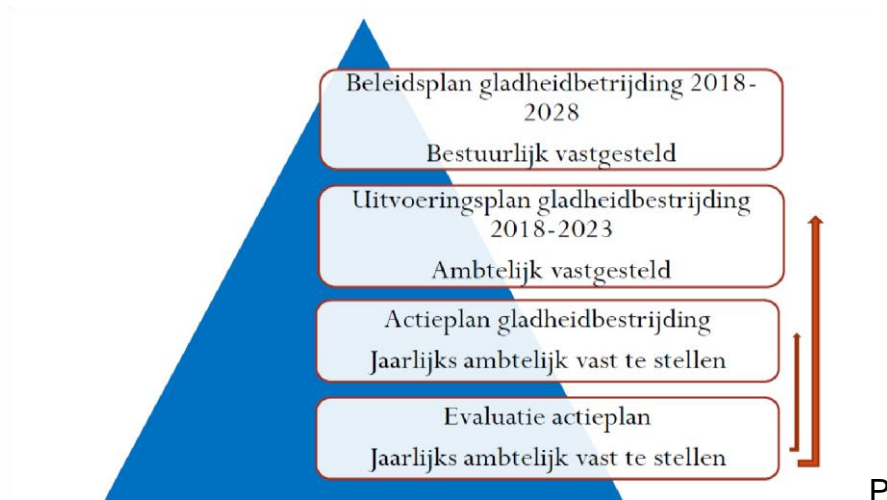 Beleidsplan gladheidbetrijding 2018-
2028
Bestuurlijk vastgesteld
Uitvoeringsplan gladheidbestrijding
2018-2023
Ambtelijk vastgesteld
Actieplan gladheidbestrijding
Jaarlijks ambtelijk vast te stellen
Evaluatie actieplan
Jaarlijks ambtelijk vast te stellen
P